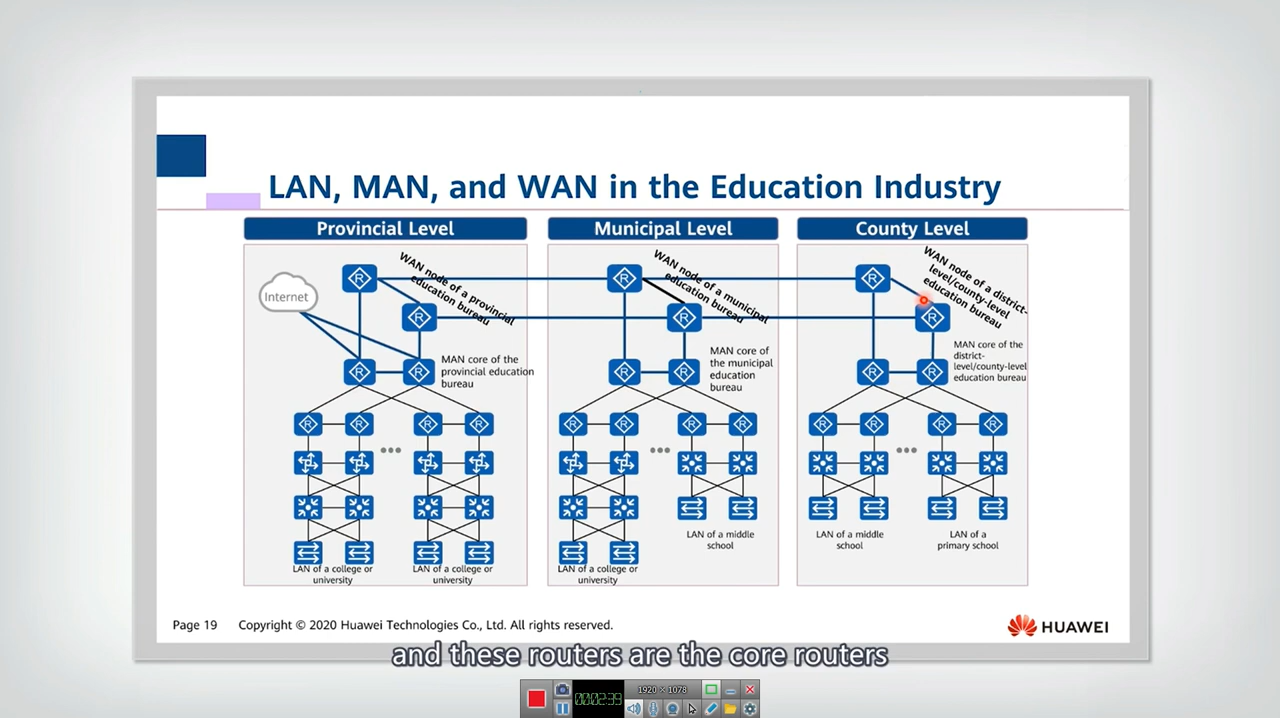 LAN, MAN, and WAN in the Education Industry
Provincial Level
Municipal Level
County Level
Internet
WAN node of a provincial
education bureau
MAN core of the
provincial education
bureau
LAN of a college or
university
LAN of a college or
university
WAN node of a municipal
education bureau
MAN core of
the municipal
education
bureau
LAN of a college or
university
LAN of a middle
school
WAN node of a district-
level/county-level
education bureau
MAN core of the
district-
level/county-level
education bureau
LAN of a middle
school
LAN of a
primary school
Page 19
Copyright © 2020 Huawei Technologies Co., Ltd. All rights reserved.
HUAWEI
and these routers are the core routers
1920 × 1078
00:02:39